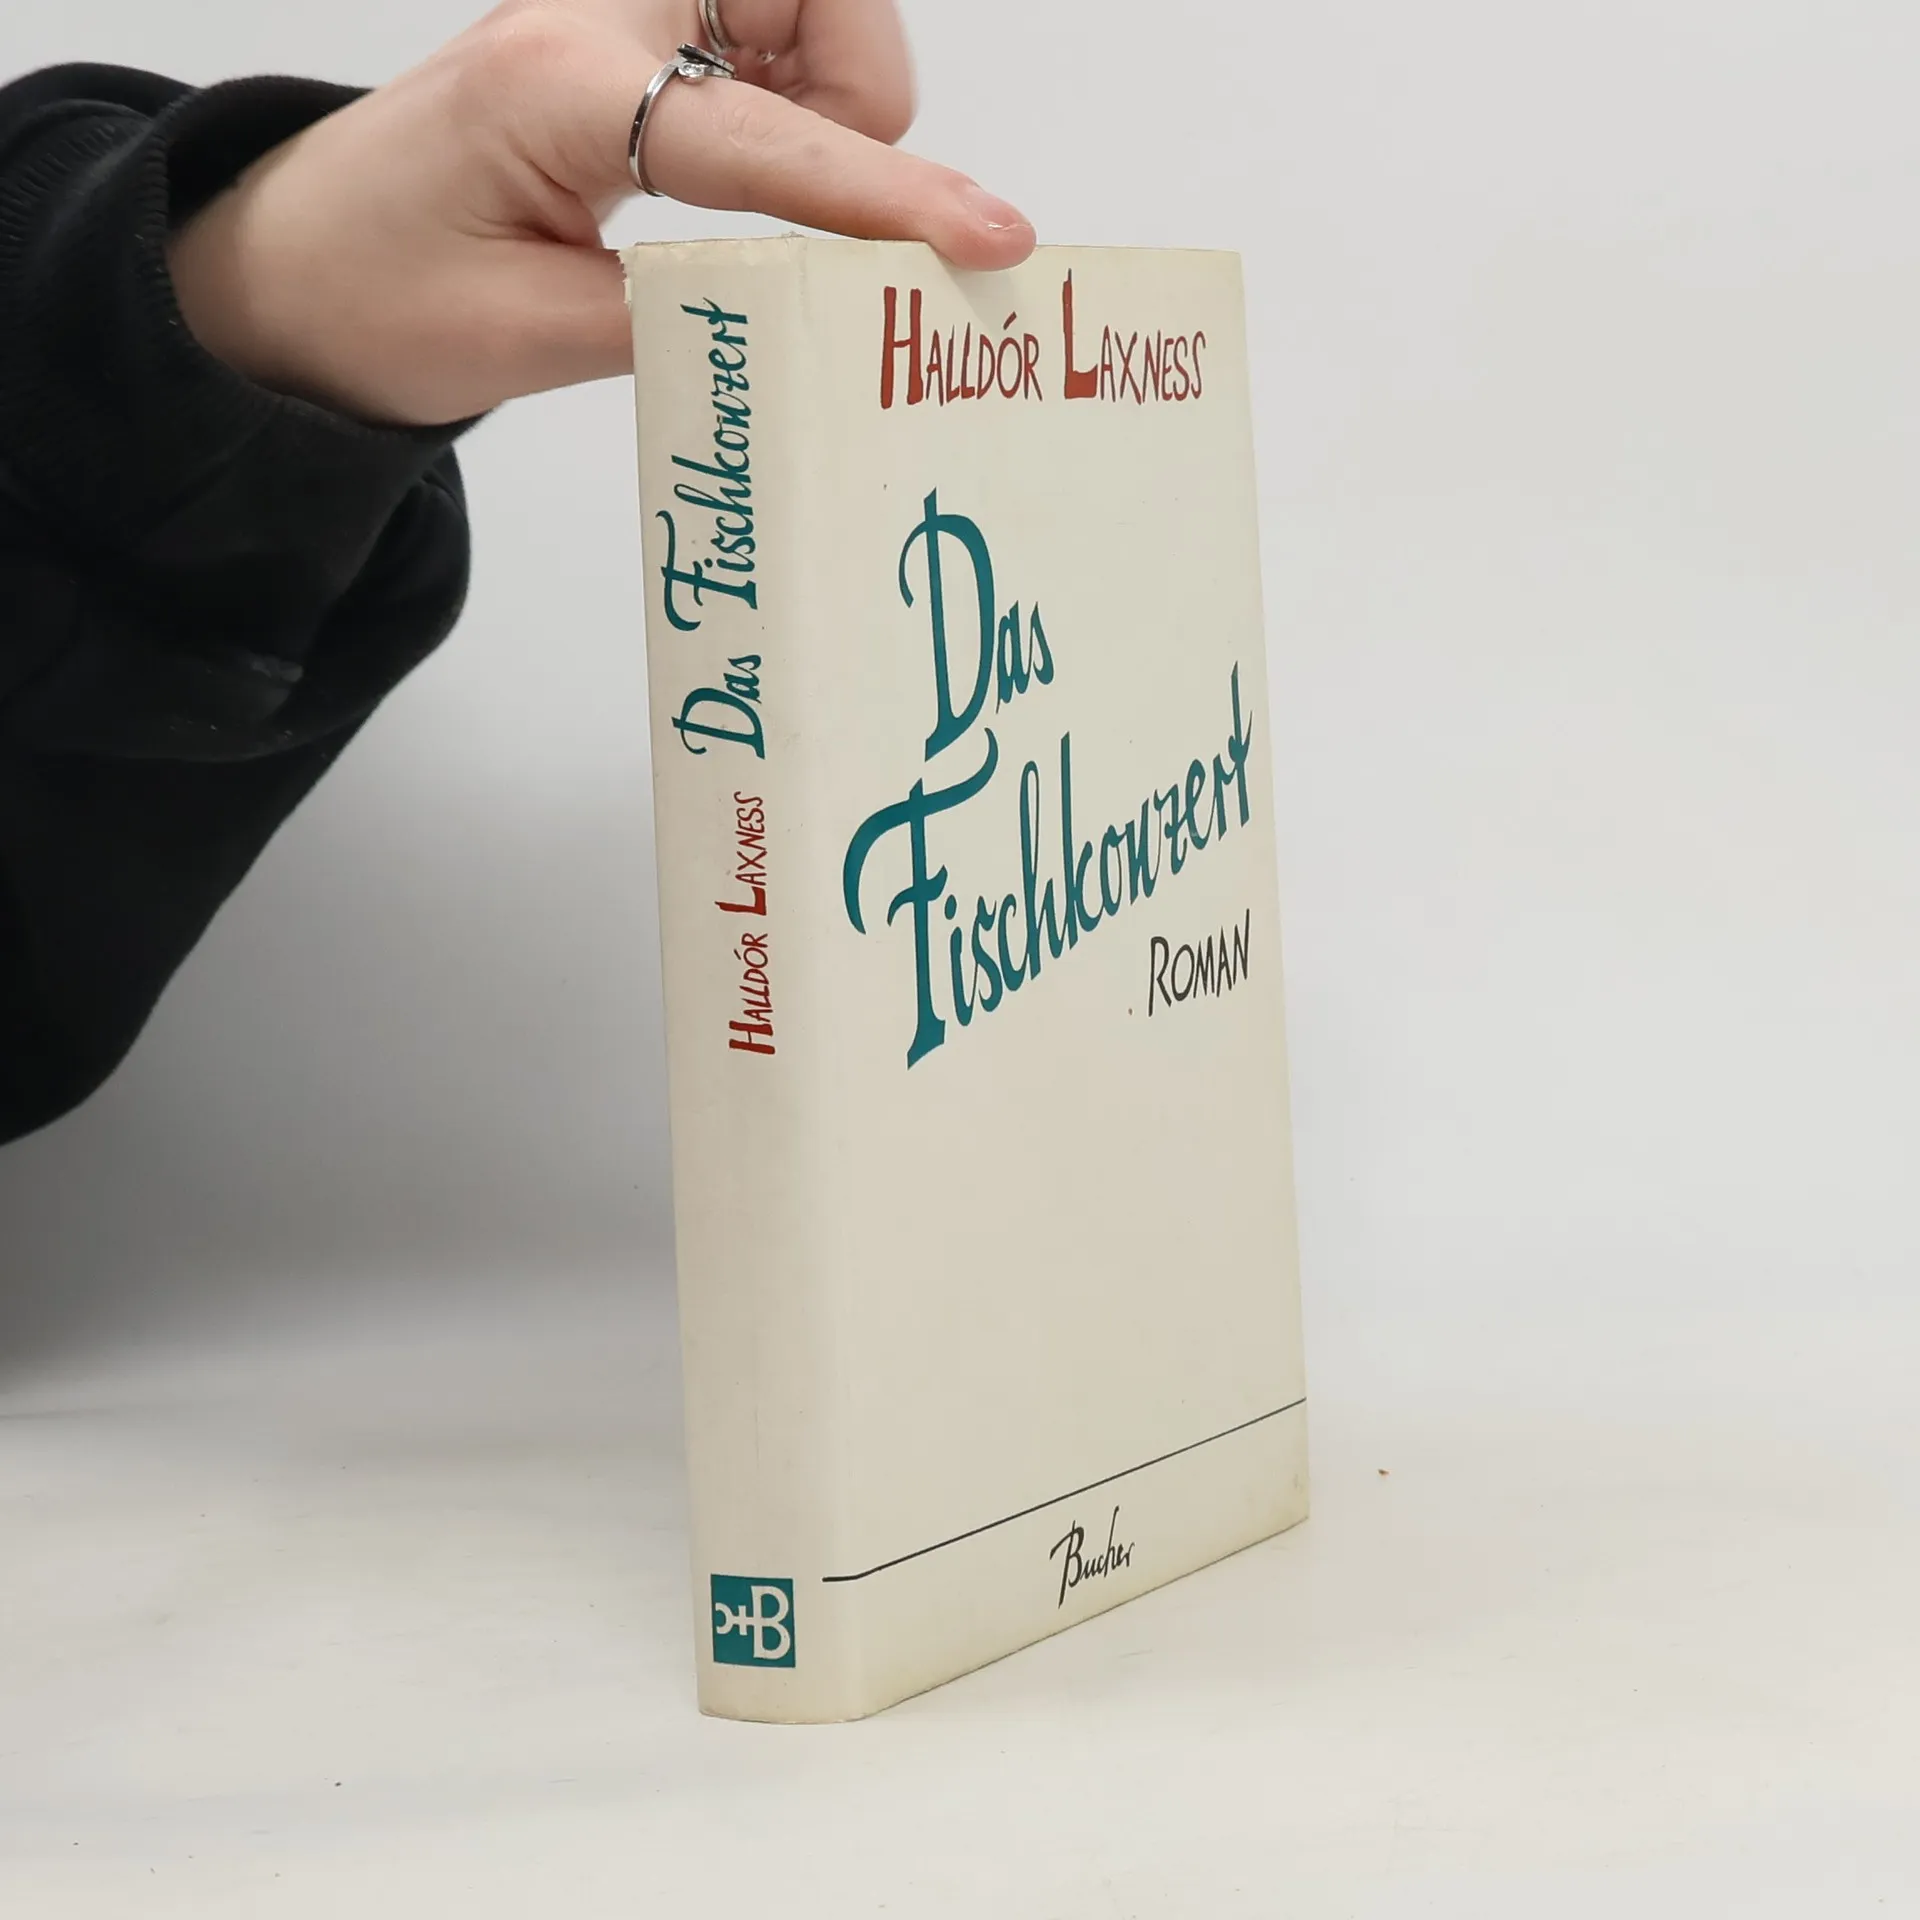 HALLDÓR LAXNESS Das Fischkonzert
HALLDÓR LAXNESS
Das
Fischkonzert
ROMAN
Bucher
B